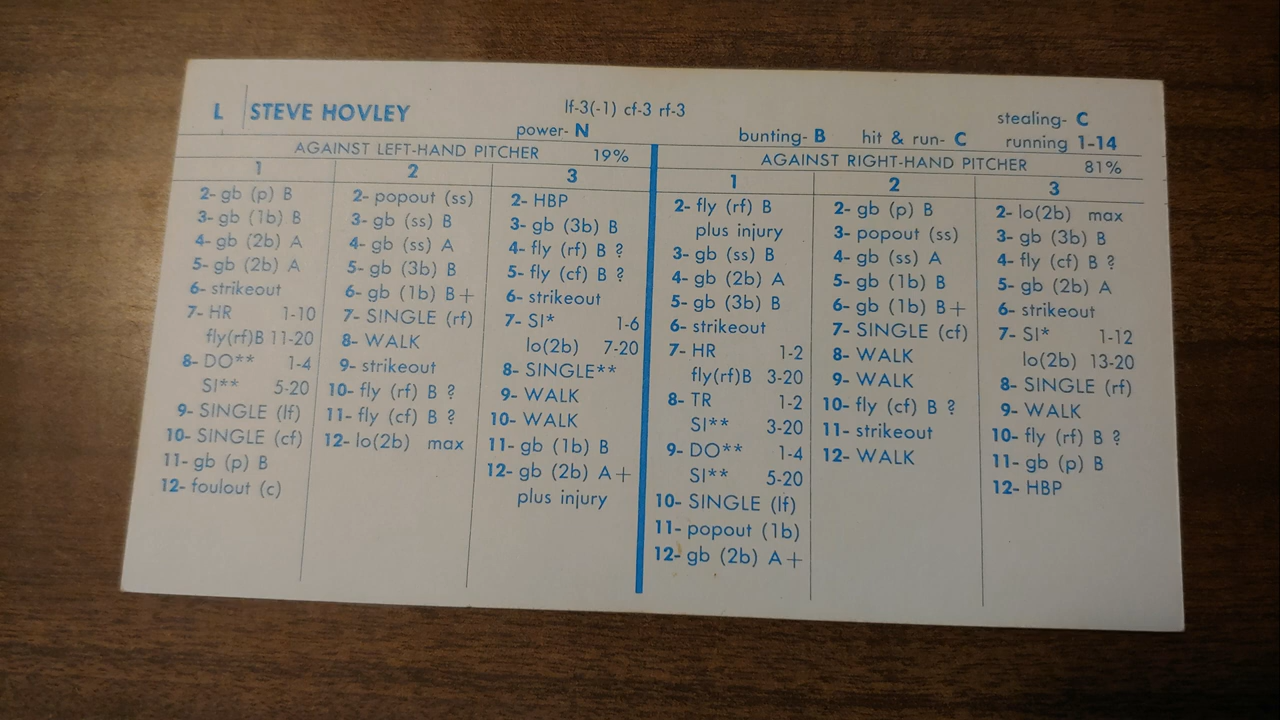 L STEVE HOVLEY
lf-3(-1) cf-3 rf-3
power- N
stealing- C
bunting- B hit & run- C running 1-14
AGAINST LEFT-HAND PITCHER 19%
1
2- gb (p) B
3- gb (1b) B
4- gb (2b) A
5- gb (2b) A
6- strikeout
7- HR 1-10
fly(rf)B 11-20
8- DO** 1-4
SI** 5-20
9- SINGLE (lf)
10- SINGLE (cf)
11- gb (p) B
12- foulout (c)
2
2- popout (ss)
3- gb (ss) B
4- gb (ss) A
5- gb (3b) B
6- gb (1b) B+
7- SINGLE (rf)
8- WALK
9- strikeout
10- fly (rf) B ?
11- fly (cf) B ?
12- lo(2b) max
3
2- HBP
3- gb (3b) B
4- fly (rf) B ?
5- fly (cf) B ?
6- strikeout
7- SI* 1-6
lo(2b) 7-20
8- SINGLE**
9- WALK
10- WALK
11- gb (1b) B
12- gb (2b) A+
plus injury
AGAINST RIGHT-HAND PITCHER 81%
1
2- fly (rf) B
plus injury
3- gb (ss) B
4- gb (2b) A
5- gb (3b) B
6- strikeout
7- HR 1-2
fly(rf)B 3-20
8- TR 1-2
SI** 3-20
9- DO** 1-4
SI** 5-20
10- SINGLE (lf)
11- popout (1b)
12- gb (2b) A+
2
2- gb (p) B
3- popout (ss)
4- gb (ss) A
5- gb (1b) B
6- gb (1b) B+
7- SINGLE (cf)
8- WALK
9- WALK
10- fly (cf) B ?
11- strikeout
12- WALK
3
2- lo(2b) max
3- gb (3b) B
4- fly (cf) B ?
5- gb (2b) A
6- strikeout
7- SI* 1-12
lo(2b) 13-20
8- SINGLE (rf)
9- WALK
10- fly (rf) B ?
11- gb (p) B
12- HBP